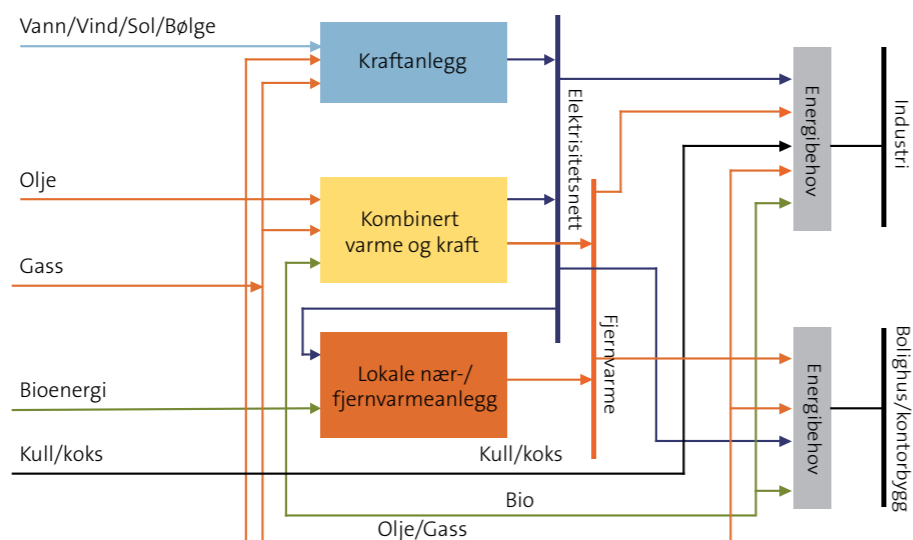 Vann/Vind/Sol/Bølge
Kraftanlegg
Elektrisitetsnett
Energibehov
Industri
Olje
Kombinert
varme og kraft
Gass
Fjernvarme
Lokale nær-/
fjernvarmeanlegg
Energibehov
Bolighus/kontorbygg
Bioenergi
Kull/koks
Kull/koks
Bio
Olje/Gass